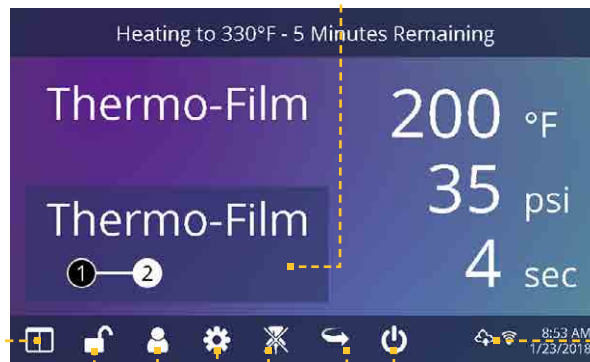 Heating to 330°F - 5 Minutes Remaining
Thermo-Film
200 °F
35 psi
Thermo-Film
1 2
4 sec
8:53 AM
1/23/2018